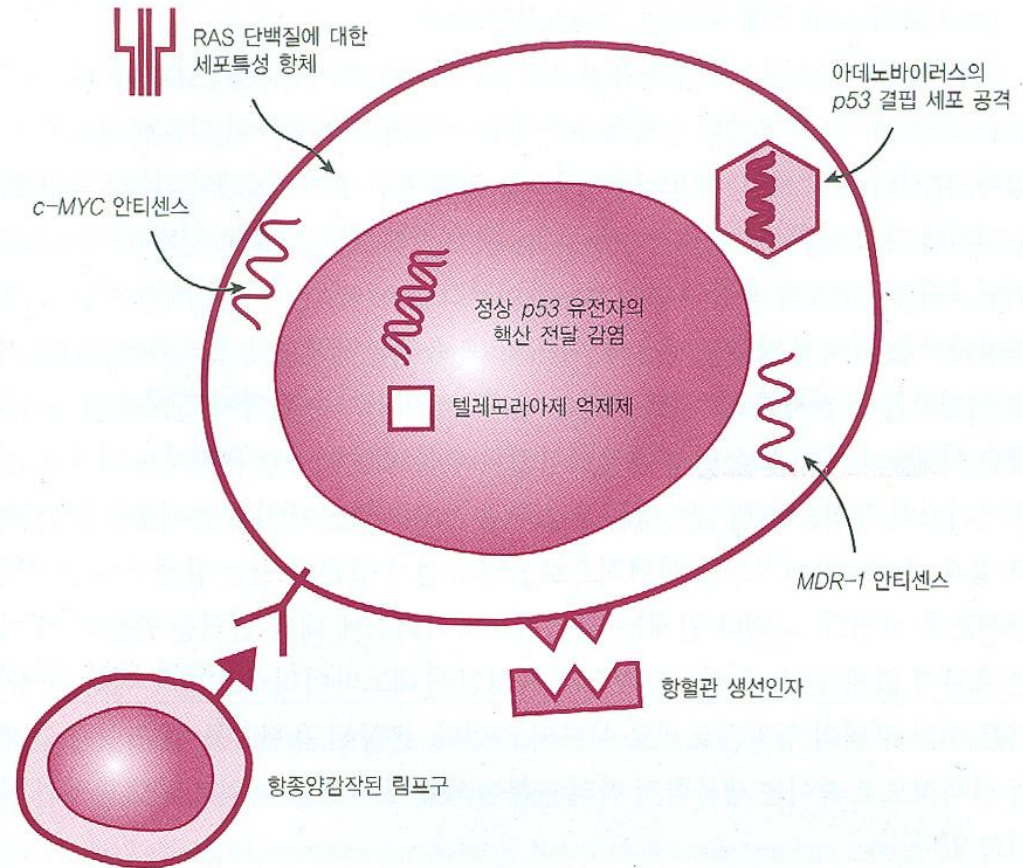 RAS 단백질에 대한
세포특성 항체
아데노바이러스의
p53 결핍 세포 공격
c-MYC 안티센스
정상 p53 유전자의
핵산 전달 감염
텔레모라아제 억제제
MDR-1 안티센스
항혈관 생선인자
항종양감작된 림프구